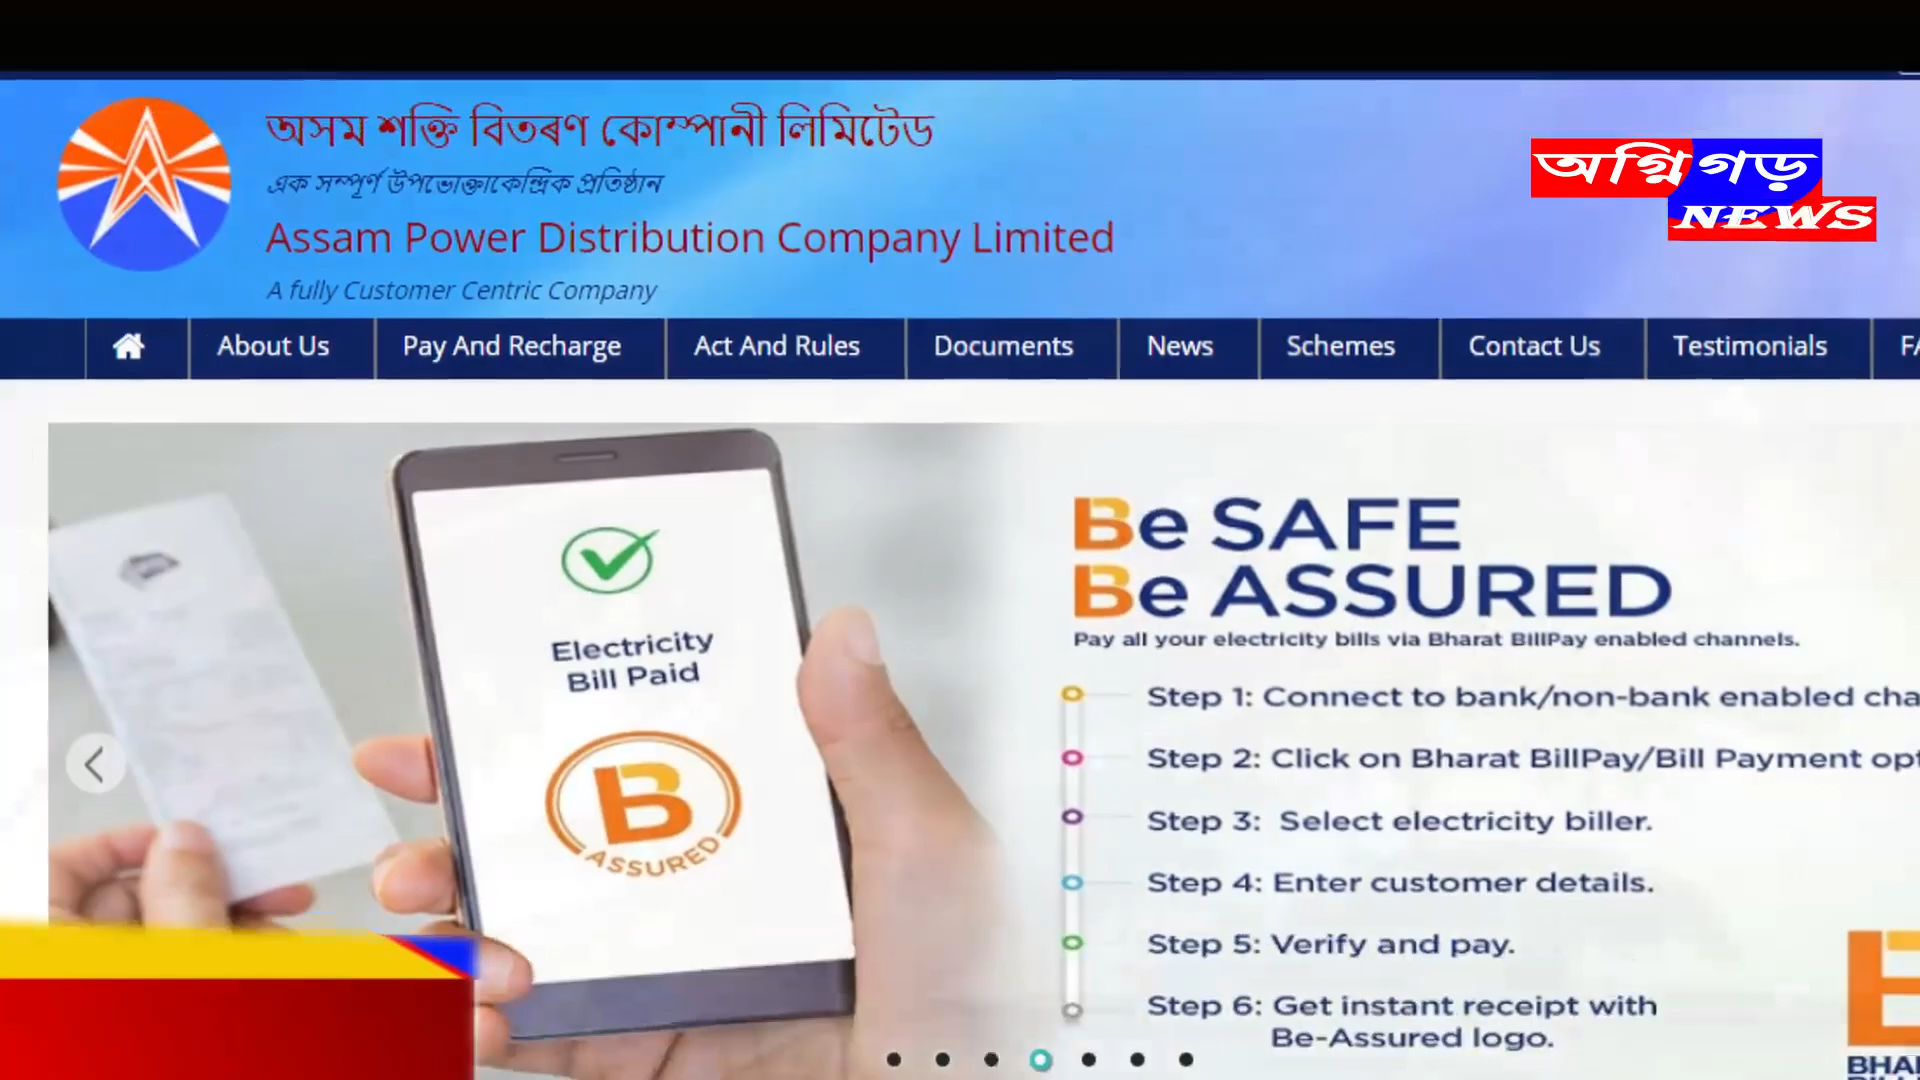 অসম শক্তি বিতৰণ কোম্পানী লিমিটেড
এক সম্পূৰ্ণ উপভোক্তাকেন্দ্ৰিক প্ৰতিষ্ঠান
Assam Power Distribution Company Limited
A fully Customer Centric Company
অগ্নিগড়
NEWS
About Us
Pay And Recharge
Act And Rules
Documents
News
Schemes
Contact Us
Testimonials
Electricity
Bill Paid
B
ASSURED
Be SAFE
Be ASSURED
Pay all your electricity bills via Bharat BillPay enabled channels.
Step 1: Connect to bank/non-bank enabled
Step 2: Click on Bharat BillPay/Bill Payment
Step 3: Select electricity biller.
Step 4: Enter customer details.
Step 5: Verify and pay.
Step 6: Get instant receipt with
Be-Assured logo.